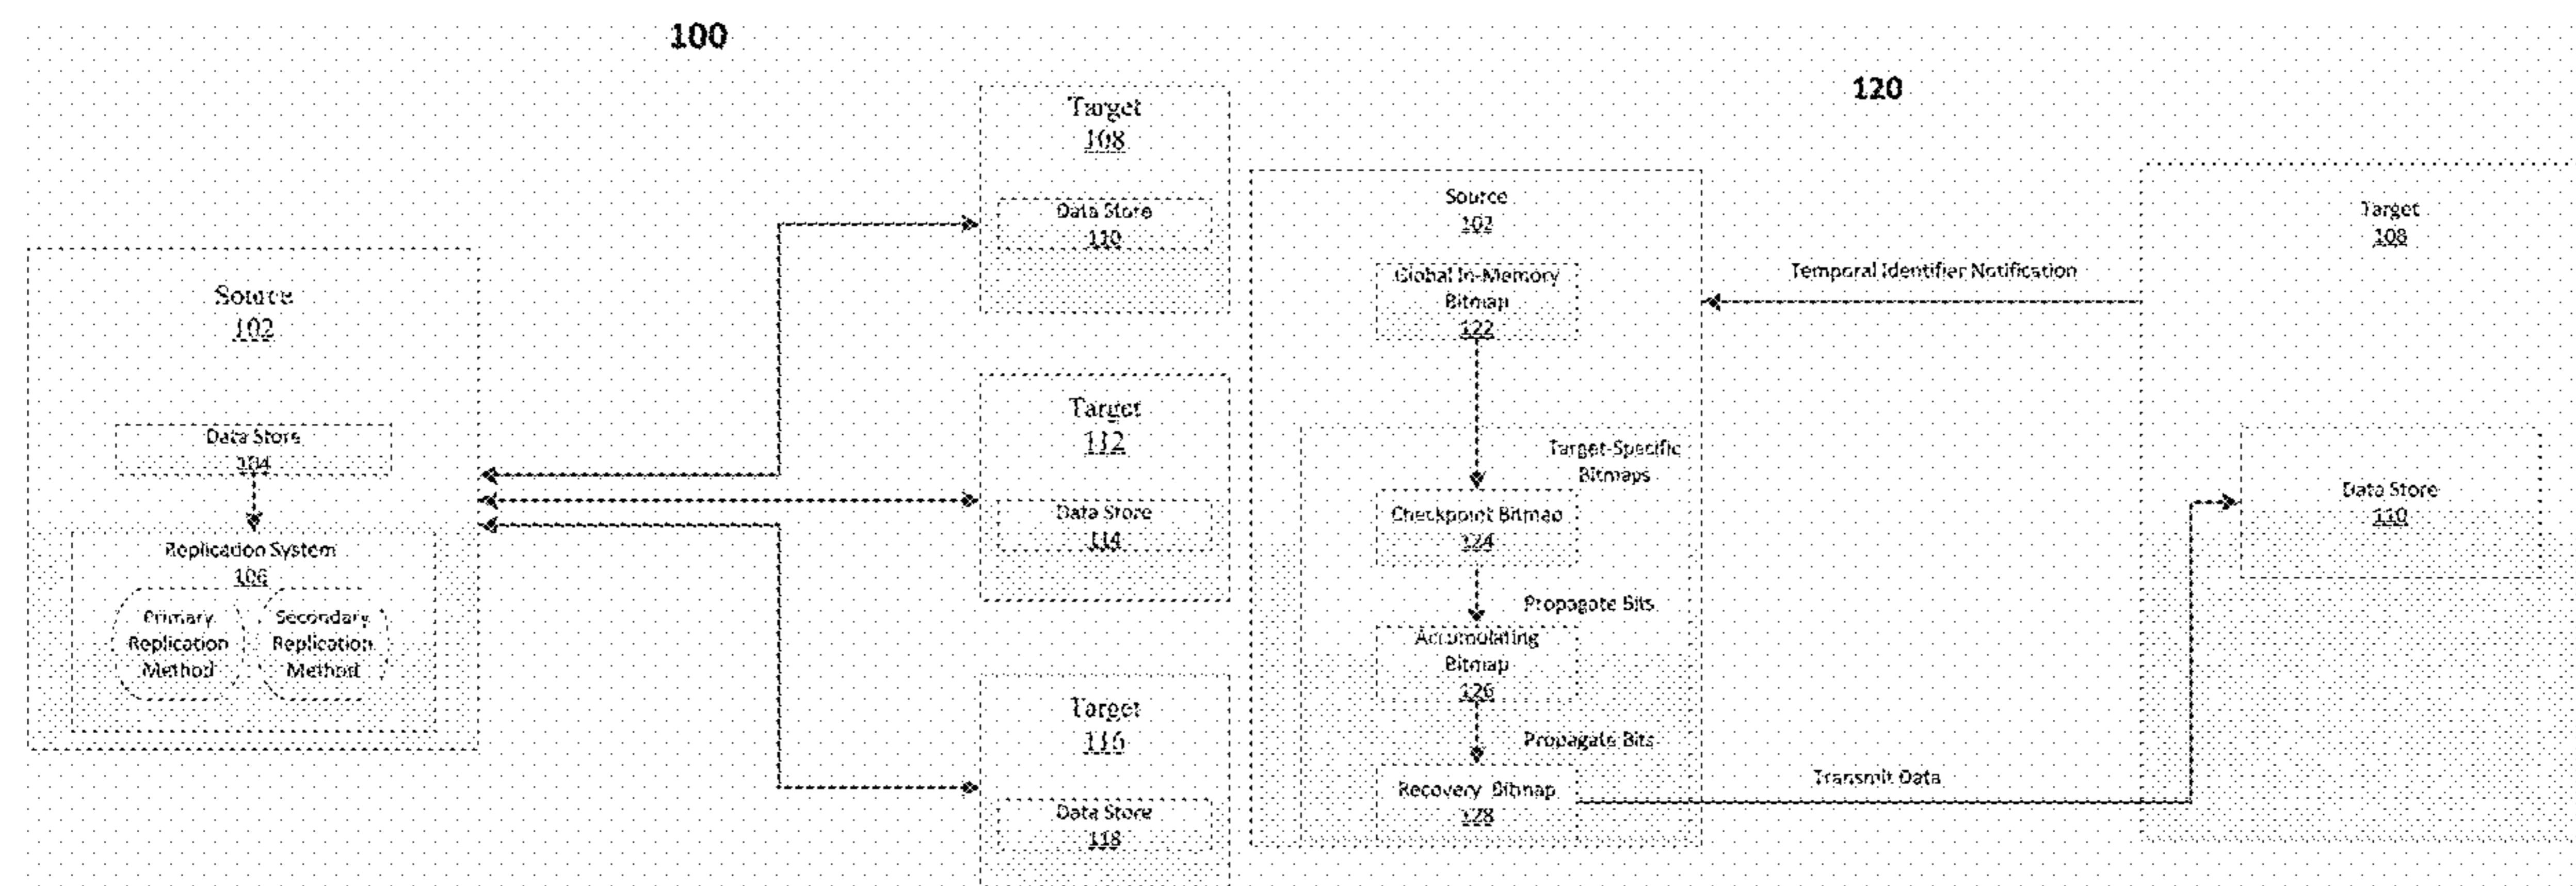 100
Source
102
Data Store
104
Replication System
106
Primary
Replication
Method
Secondary
Replication
Method
Target
108
Data Store
110
Target
112
Data Store
114
Target
116
Data Store
118
120
Source
102
Global In-Memory
Bitmap
122
Target-Specific
Bitmaps
Checkpoint Bitmap
124
Propagate Bits
Accumulating
Bitmap
126
Propagate Bits
Recovery Bitmap
128
Temporal Identifier Notification
Transmit Data
Target
108
Data Store
110